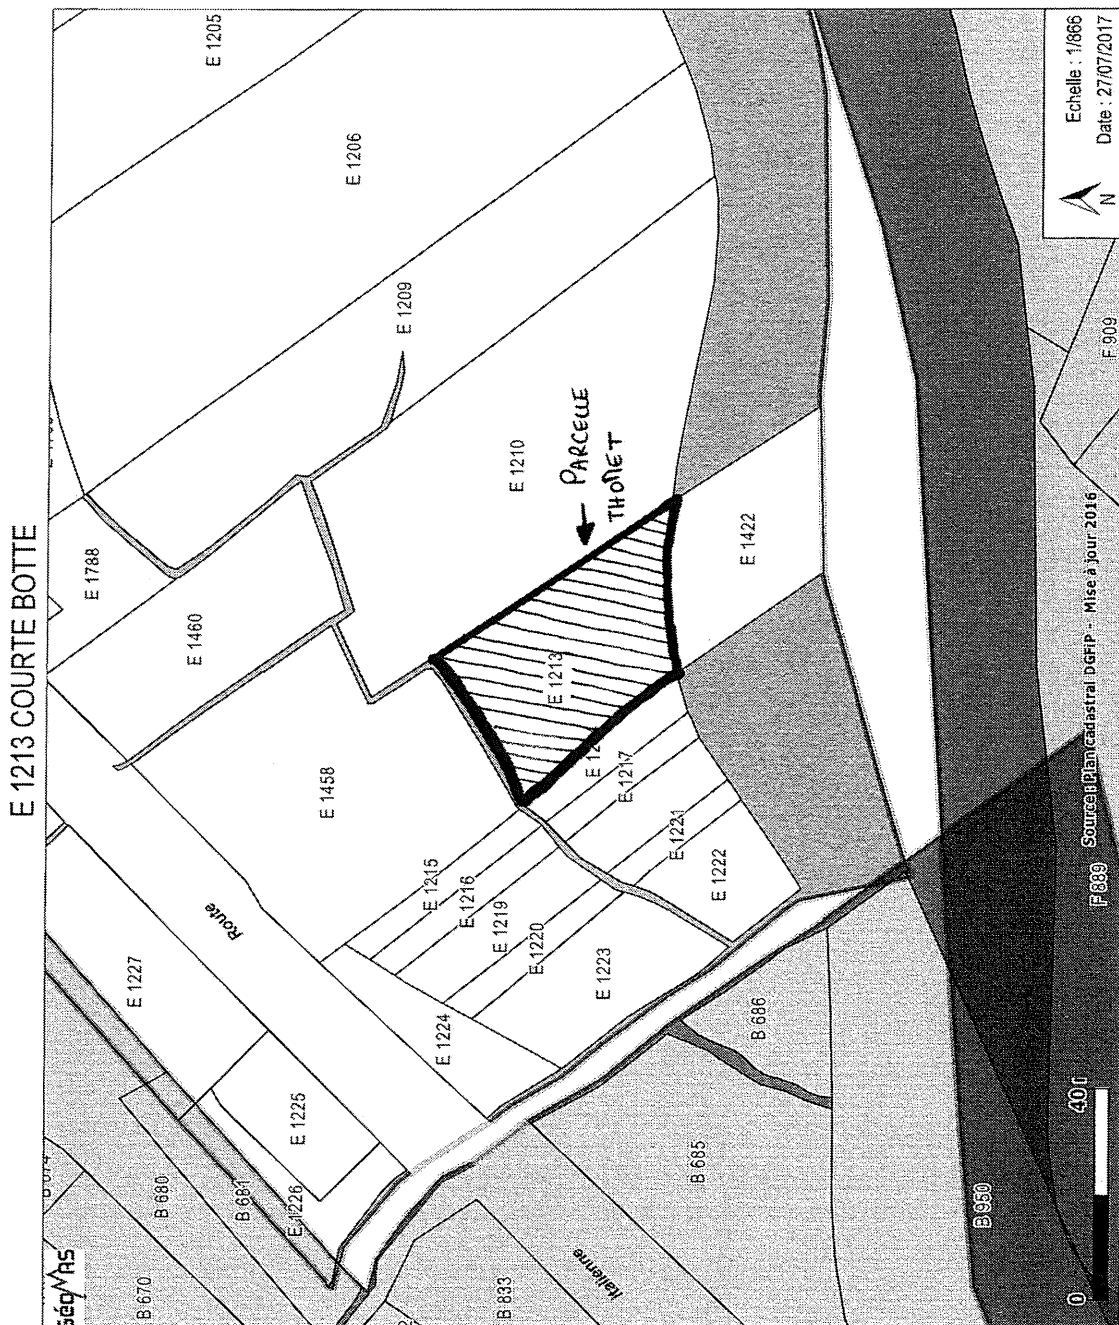 E 1213 COURTE BOTTE
E 1205
E 1206
E 1209
E 1788
E 1210
PARCELLE
THOMET
E 1460
E 1422
E 1213
E 1458
E 1217
E 1215
E 1216
E 1219
E 1220
E 1221
E 1222
E 1223
Route
E 1227
E 1224
B 686
E 1225
E 1226
B 680
B 681
B 685
B 670
B 833
Italienne
B 950
F 889
F 909
Source: Plan cadastral DGFiP - Mise à jour 2016
Echelle : 1/866
Date : 27/07/2017
N
0
40